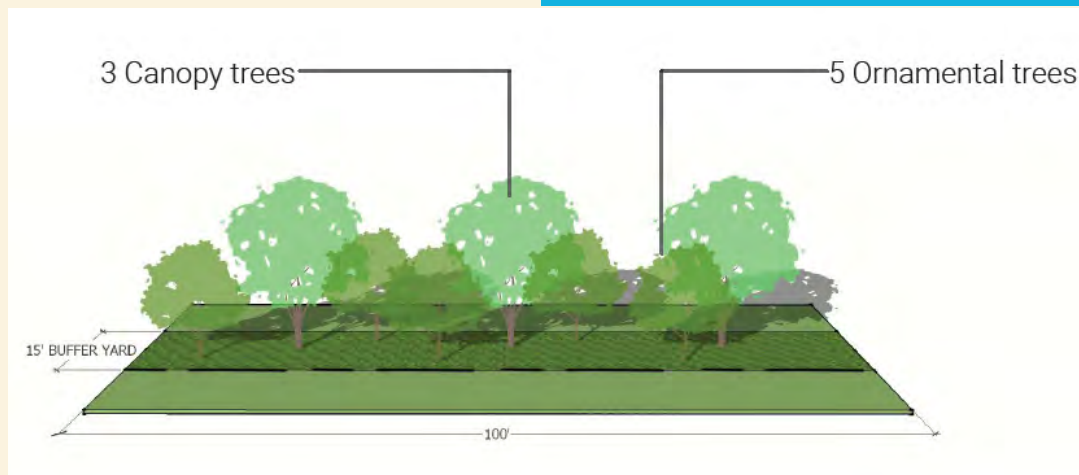 3 Canopy trees
5 Ornamental trees
15' BUFFER YARD
100'